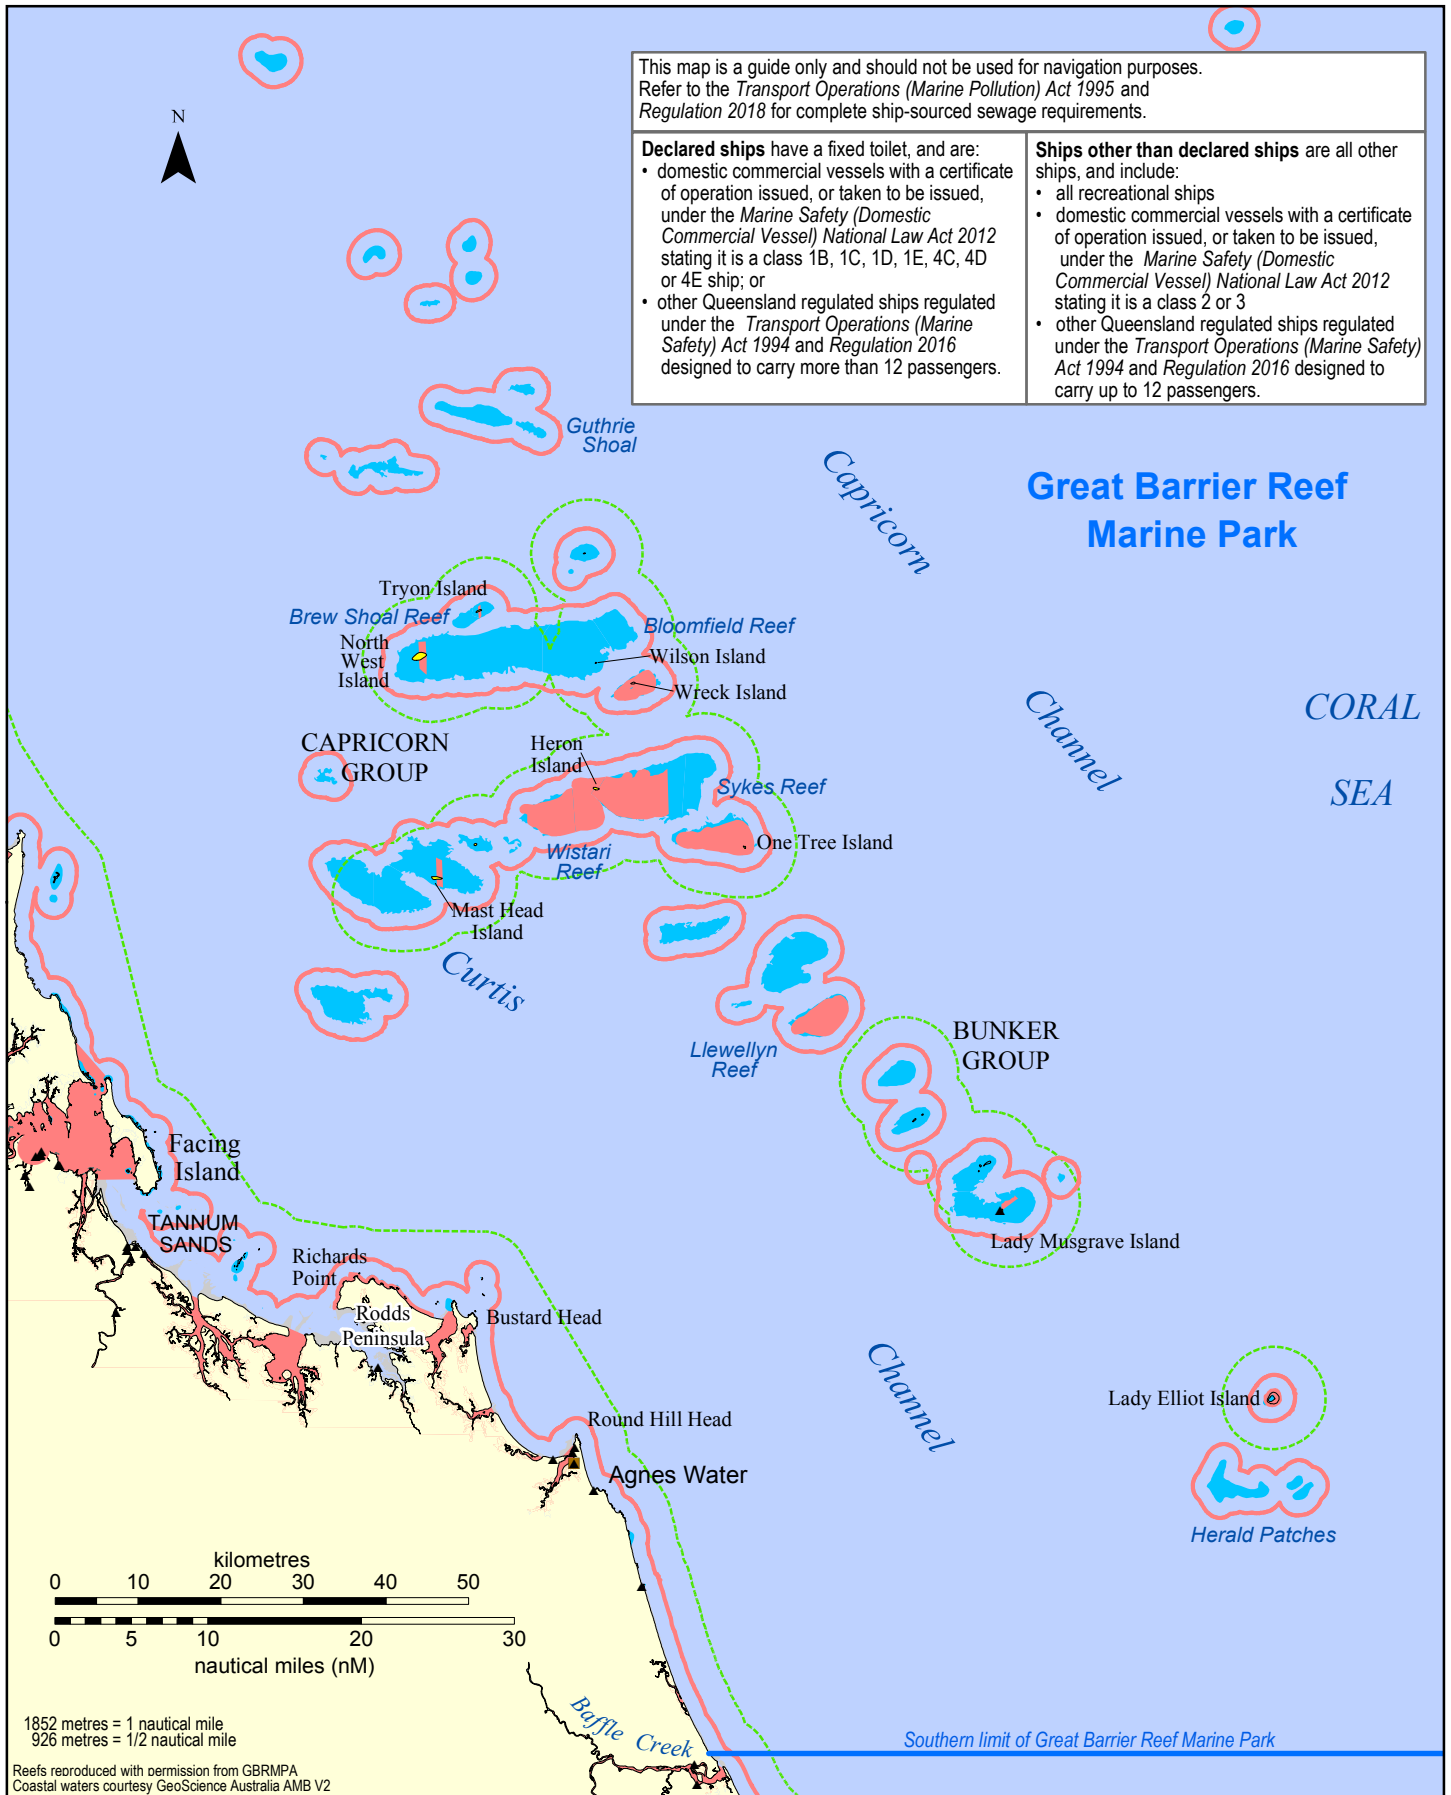 N
This map is a guide only and should not be used for navigation purposes.
Refer to the Transport Operations (Marine Pollution) Act 1995 and
Regulation 2018 for complete ship-sourced sewage requirements.
Declared ships have a fixed toilet, and are:
• domestic commercial vessels with a certificate
of operation issued, or taken to be issued,
under the Marine Safety (Domestic
Commercial Vessel) National Law Act 2012
stating it is a class 1B, 1C, 1D, 1E, 4C, 4D
or 4E ship; or
• other Queensland regulated ships regulated
under the Transport Operations (Marine
Safety) Act 1994 and Regulation 2016
designed to carry more than 12 passengers.
Ships other than declared ships are all other
ships, and include:
• all recreational ships
• domestic commercial vessels with a certificate
of operation issued, or taken to be issued,
under the Marine Safety (Domestic
Commercial Vessel) National Law Act 2012
stating it is a class 2 or 3
• other Queensland regulated ships regulated
under the Transport Operations (Marine Safety)
Act 1994 and Regulation 2016 designed to
carry up to 12 passengers.
Guthrie
Shoal
Capricorn
Great Barrier Reef
Marine Park
Tryon Island
Brew Shoal Reef
Bloomfield Reef
North
West
Island
Wilson Island
Wreck Island
Channel
CORAL
SEA
CAPRICORN
GROUP
Heron
Island
Sykes Reef
One Tree Island
Wistari
Reef
Mast Head
Island
Curtis
Llewellyn
Reef
BUNKER
GROUP
Facing
Island
TANNUM
SANDS
Lady Musgrave Island
Richards
Point
Rodds
Peninsula
Bustard Head
Channel
Lady Elliot Island
Round Hill Head
Agnes Water
Herald Patches
kilometres
0 10 20 30 40 50
0 5 10 20 30
nautical miles (nM)
Baffle Creek
1852 metres = 1 nautical mile
926 metres = 1/2 nautical mile
Southern limit of Great Barrier Reef Marine Park
Reefs reproduced with permission from GBRMPA
Coastal waters courtesy GeoScience Australia AMB V2